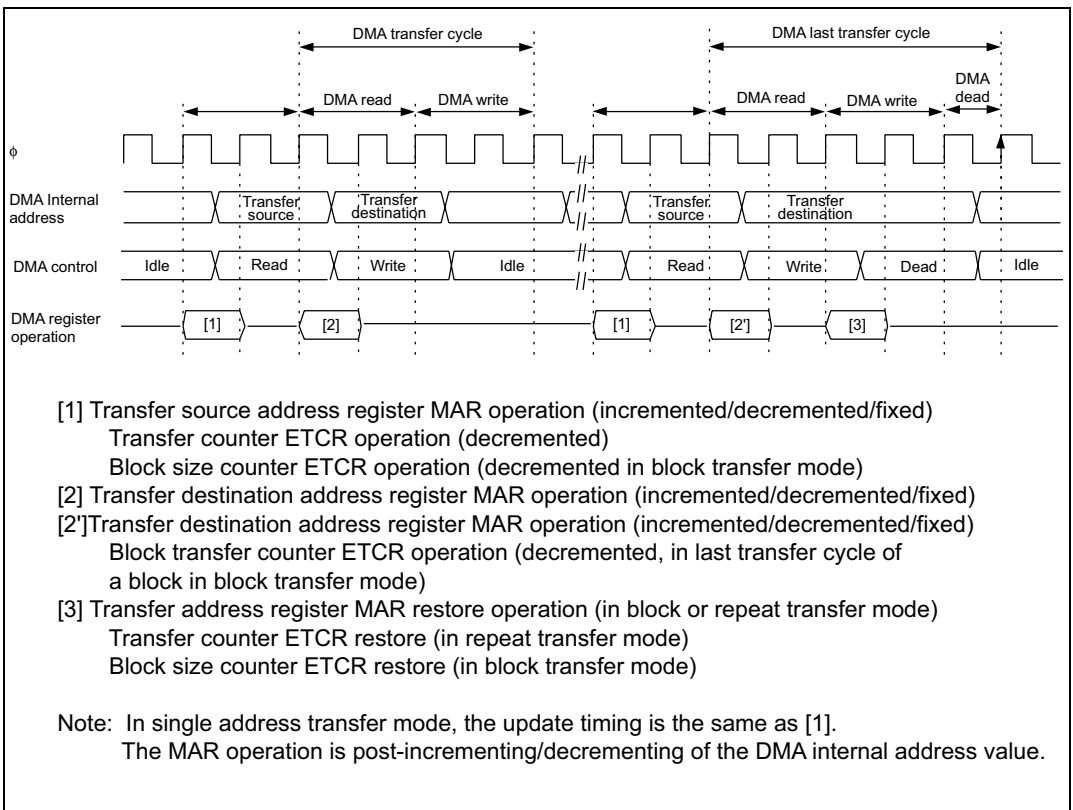 DMA transfer cycle
DMA last transfer cycle
DMA read
DMA write
DMA read
DMA write
DMA
dead
ϕ
DMA Internal
address
Transfer
source
Transfer
destination
Transfer
source
Transfer
destination
DMA control
Idle
Read
Write
Idle
Read
Write
Dead
Idle
DMA register
operation
[1]
[2]
[1]
[2']
[3]
[1] Transfer source address register MAR operation (incremented/decremented/fixed)
Transfer counter ETCR operation (decremented)
Block size counter ETCR operation (decremented in block transfer mode)
[2] Transfer destination address register MAR operation (incremented/decremented/fixed)
[2']Transfer destination address register MAR operation (incremented/decremented/fixed)
Block transfer counter ETCR operation (decremented, in last transfer cycle of
a block in block transfer mode)
[3] Transfer address register MAR restore operation (in block or repeat transfer mode)
Transfer counter ETCR restore (in repeat transfer mode)
Block size counter ETCR restore (in block transfer mode)
Note: In single address transfer mode, the update timing is the same as [1].
The MAR operation is post-incrementing/decrementing of the DMA internal address value.